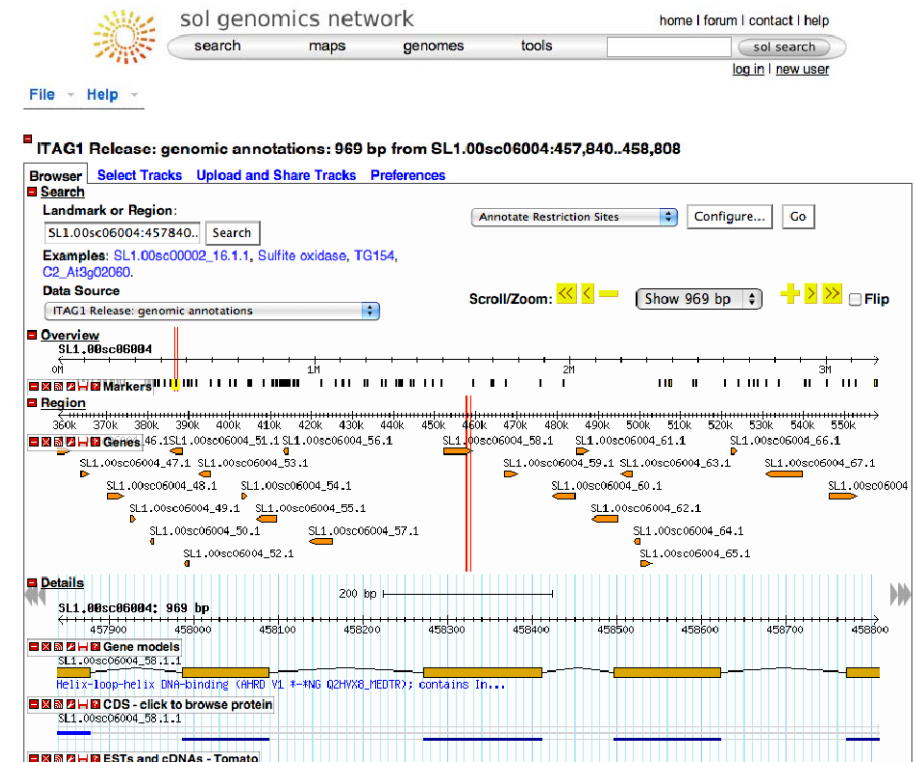 sol genomics network
home | forum | contact | help
search maps genomes tools sol search
log in | new user
File Help
ITAG1 Release: genomic annotations: 969 bp from SL1.00sc06004:457,840..458,808
Browser Select Tracks Upload and Share Tracks Preferences
Search
Landmark or Region:
SL1.00sc06004:457840.. Search Annotate Restriction Sites Configure... Go
Examples: SL1.00sc00002_16.1.1, Sulfite oxidase, TG154,
C2_At3g02060.
Data Source
ITAG1 Release: genomic annotations Scroll/Zoom: << < Show 969 bp > >> Flip
Overview
SL1.00sc06004
0M 1M 2M 3M
Markers
Region
360k 370k 380k 390k 400k 410k 420k 430k 440k 450k 460k 470k 480k 490k 500k 510k 520k 530k 540k 550k
Genes 46.1 SL1.00sc06004_51.1 SL1.00sc06004_56.1 SL1.00sc06004_58.1 SL1.00sc06004_61.1 SL1.00sc06004_66.1
SL1.00sc06004_47.1 SL1.00sc06004_53.1 SL1.00sc06004_59.1 SL1.00sc06004_63.1 SL1.00sc06004_67.1
SL1.00sc06004_48.1 SL1.00sc06004_54.1 SL1.00sc06004_60.1 SL1.00sc06004
SL1.00sc06004_49.1 SL1.00sc06004_55.1 SL1.00sc06004_62.1
SL1.00sc06004_50.1 SL1.00sc06004_57.1 SL1.00sc06004_64.1
SL1.00sc06004_52.1 SL1.00sc06004_65.1
Details
200 bp
SL1.00sc06004: 969 bp
457900 458000 458100 458200 458300 458400 458500 458600 458700 458800
Gene models
SL1.00sc06004_58.1.1
Helix-loop-helix DNA-binding (AHRD V1 *-*NG Q2HVX8_MEDTR); contains In...
CDS - click to browse protein
SL1.00sc06004_58.1.1
ESTs and cDNAs - Tomato